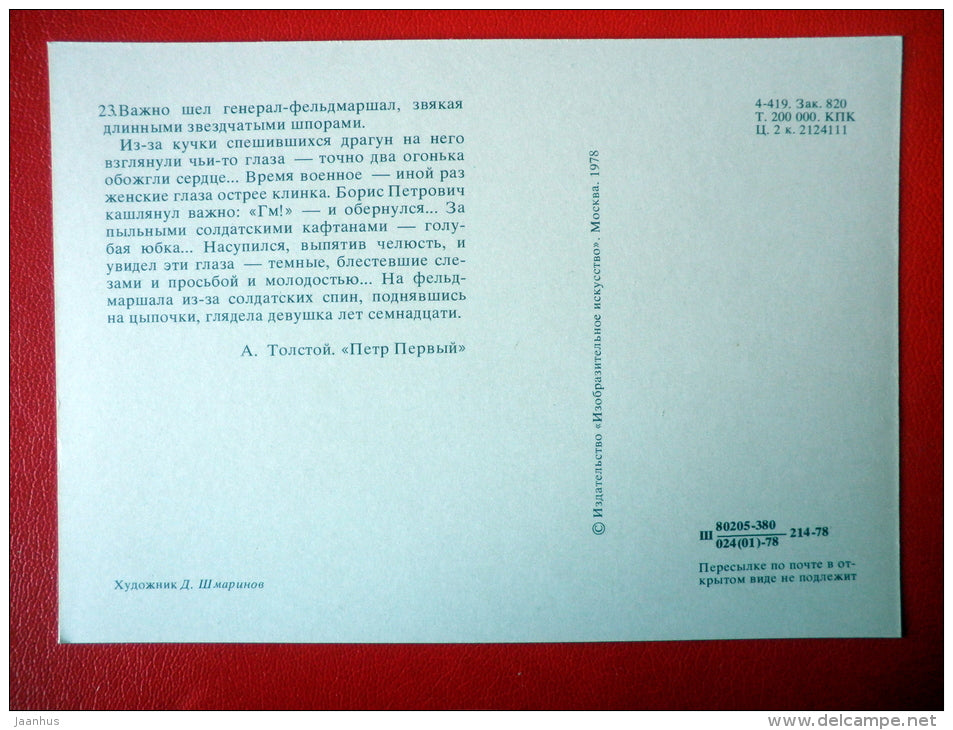 23.Важно шел генерал-фельдмаршал, звякая
длинными звездчатыми шпорами.
Из-за кучки спешившихся драгун на него
взглянули чьи-то глаза — точно два огонька
обожгли сердце... Время военное — иной раз
женские глаза острее клинка. Борис Петрович
кашлянул важно: «Гм!» — и обернулся... За
пыльными солдатскими кафтанами — голу-
бая юбка... Насупился, выпятив челюсть, и
увидел эти глаза — темные, блестевшие сле-
зами и просьбой и молодостью... На фельд-
маршала из-за солдатских спин, поднявшись
на цыпочки, глядела девушка лет семнадцати.
А. Толстой. «Петр Первый»
Художник Д. Шмаринов
© Издательство «Изобразительное искусство». Москва. 1978
4-419. Зак. 820
Т. 200 000. КПК
Ц. 2 к. 2124111
Ш 80205-380 214-78
024(01)-78
Пересылке по почте в от-
крытом виде не подлежит
Jaanhus
www.delcampe.net